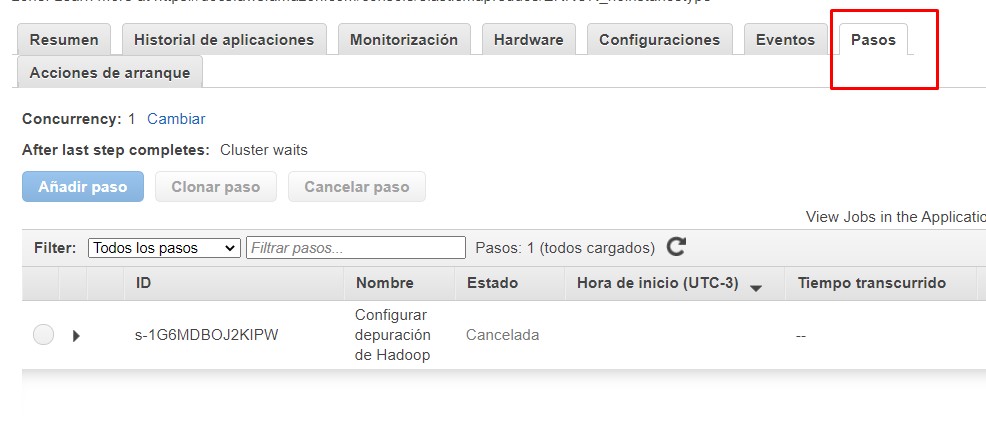 Resumen Historial de aplicaciones Monitorización Hardware Configuraciones Eventos Pasos
Acciones de arranque
Concurrency: 1 Cambiar
After last step completes: Cluster waits
Añadir paso Clonar paso Cancelar paso
View Jobs in the Applicatio
Filter: Todos los pasos Filtrar pasos... Pasos: 1 (todos cargados)
ID Nombre Estado Hora de inicio (UTC-3) Tiempo transcurrido
s-1G6MDBOJ2KIPW Configurar depuración de Hadoop Cancelada --